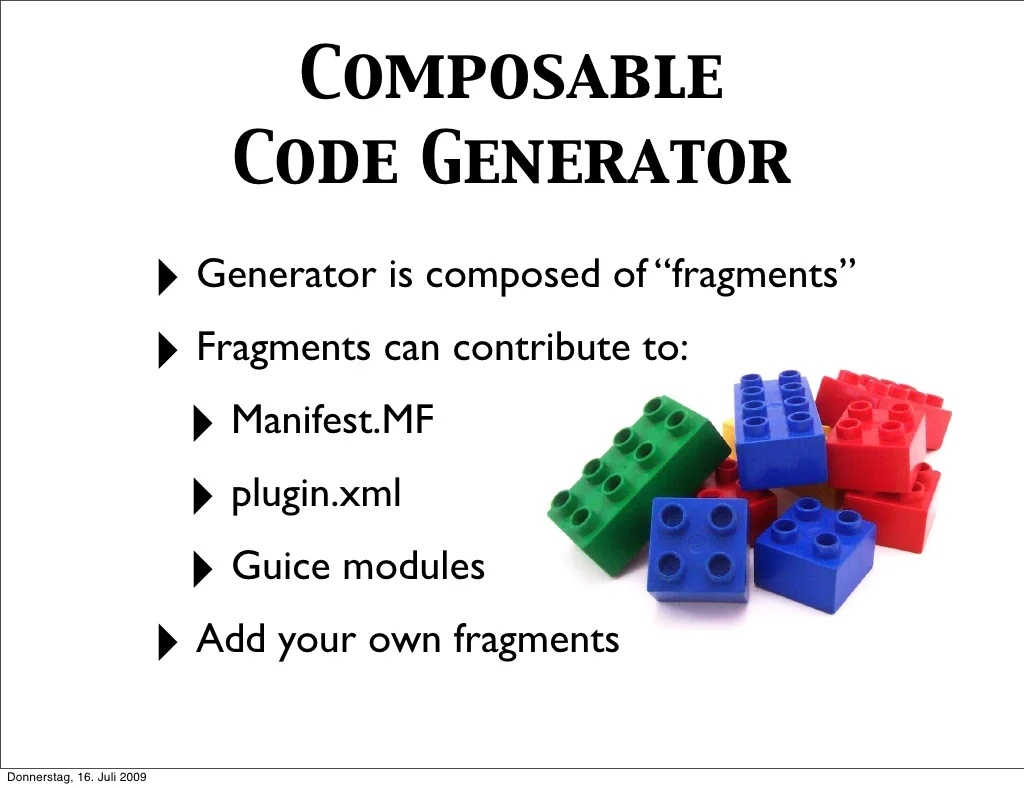 Composable
Code Generator
Generator is composed of “fragments”
Fragments can contribute to:
Manifest.MF
plugin.xml
Guice modules
Add your own fragments
Donnerstag, 16. Juli 2009